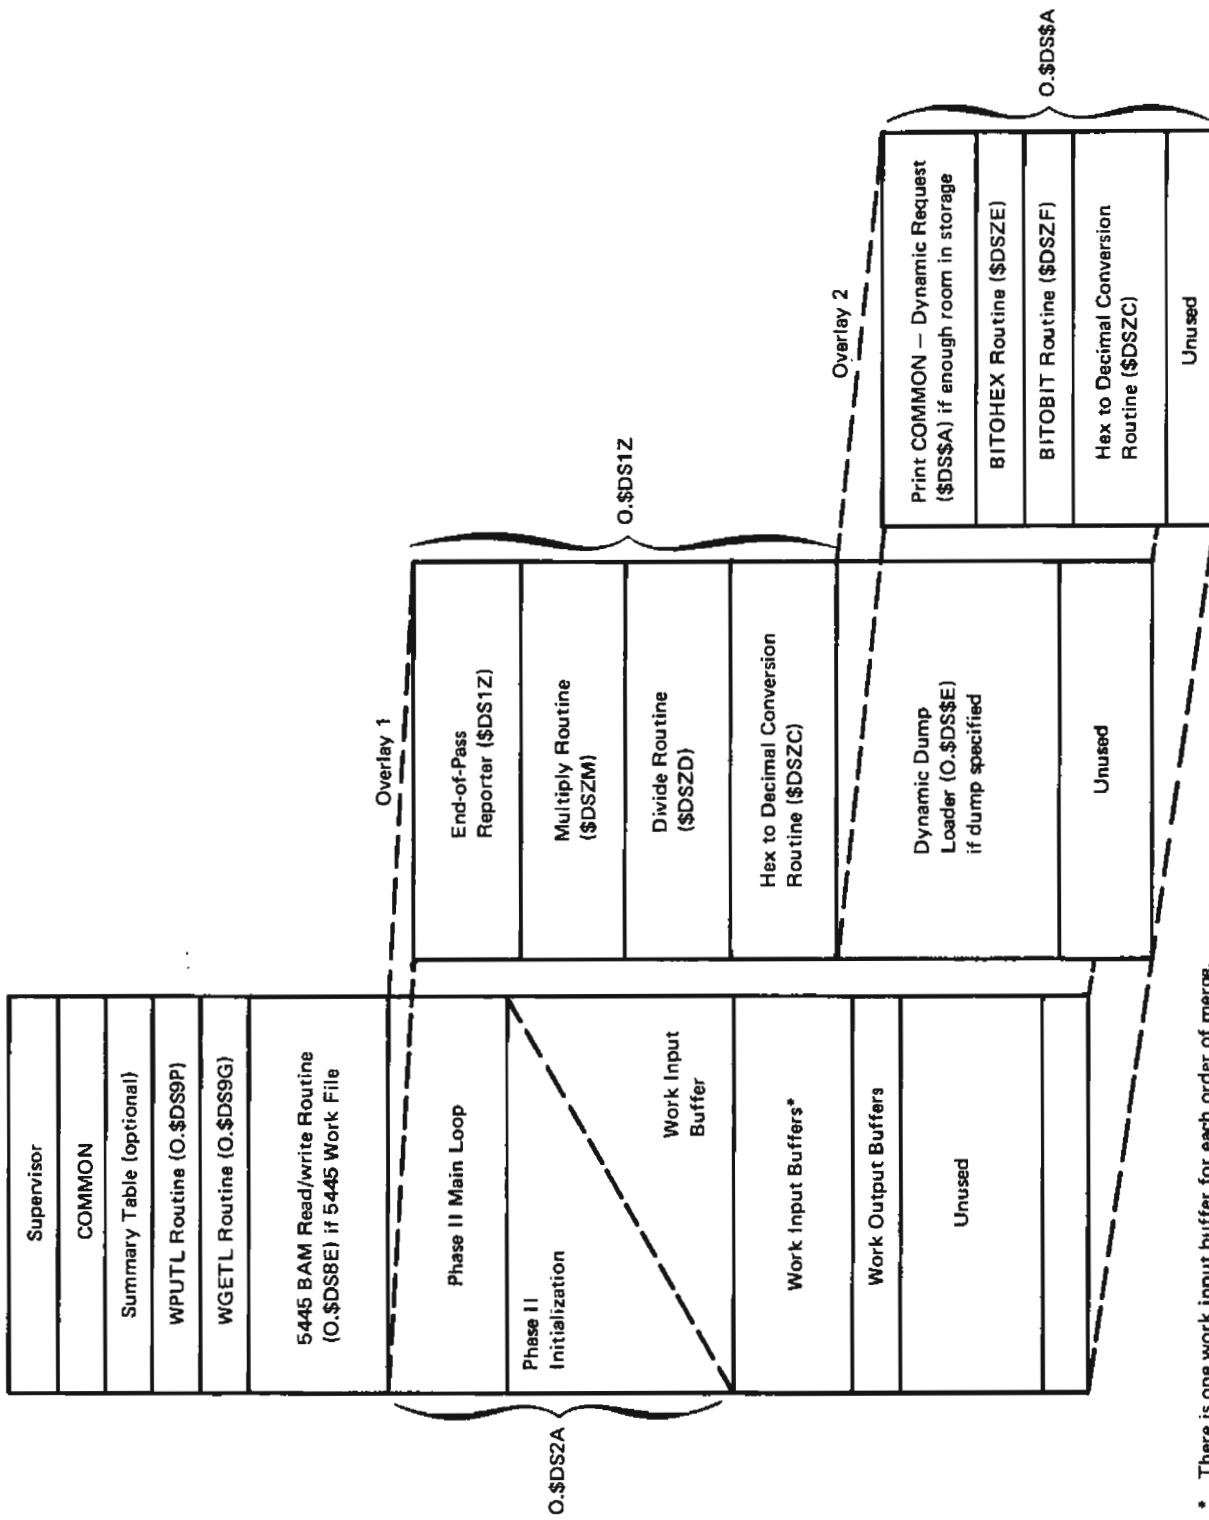 Supervisor
COMMON
Summary Table (optional)
WPUTL Routine (O.$DS9P)
WGETL Routine (O.$DS9G)
5445 BAM Read/write Routine
(O.$DS8E) if 5445 Work File
Phase II Main Loop
Phase II
Initialization
Work Input
Buffer
Work Input Buffers*
Work Output Buffers
Unused
O.$DS2A
Overlay 1
End-of-Pass
Reporter ($DS1Z)
Multiply Routine
($DSZM)
Divide Routine
($DSZD)
Hex to Decimal Conversion
Routine ($DSZC)
Dynamic Dump
Loader (O.$DS$E)
if dump specified
Unused
O.$DS1Z
Overlay 2
Print COMMON – Dynamic Request
($DS$A) if enough room in storage
BITOHEX Routine ($DSZE)
BITOBIT Routine ($DSZF)
Hex to Decimal Conversion
Routine ($DSZC)
Unused
O.$DS$A
* There is one work input buffer for each order of merge.